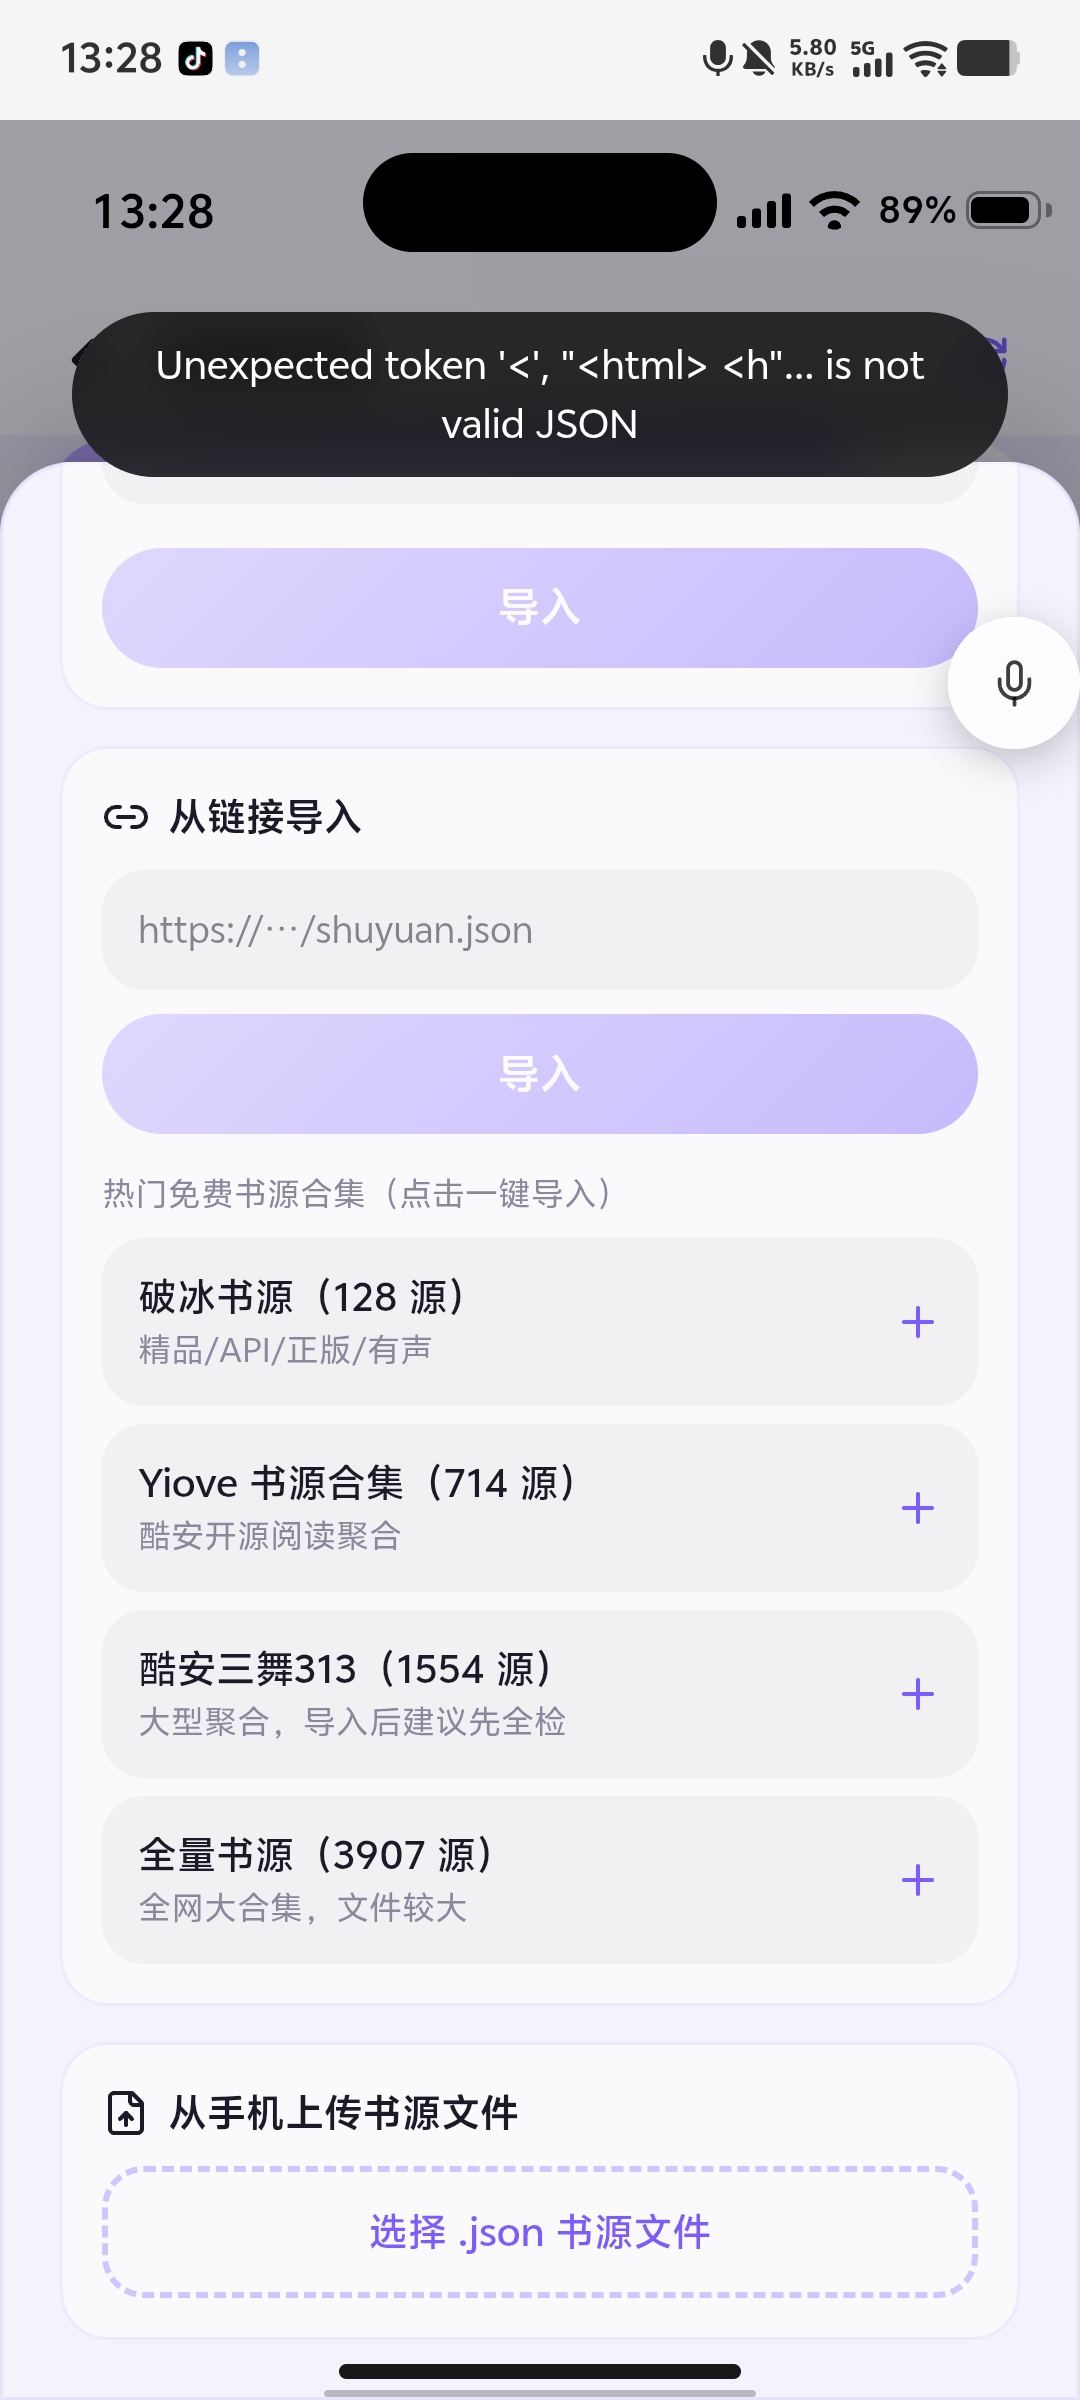 13:28
5.80 KB/s
5G
13:28
89%
Unexpected token '<', "<html> <h"... is not
valid JSON
导入
从链接导入
https://···/shuyuan.json
导入
热门免费书源合集（点击一键导入）
破冰书源（128 源）
精品/API/正版/有声
Yiove 书源合集（714 源）
酷安开源阅读聚合
酷安三舞313（1554 源）
大型聚合，导入后建议先全检
全量书源（3907 源）
全网大合集，文件较大
从手机上传书源文件
选择 .json 书源文件